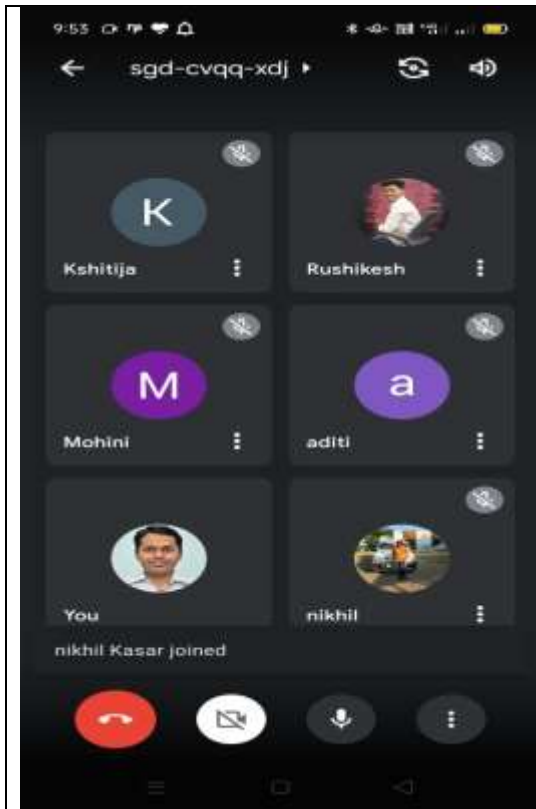 9:53
sgd-cvqq-xdj
K
Kshitija
Rushikesh
M
Mohini
a
aditi
You
nikhil
nikhil Kasar joined